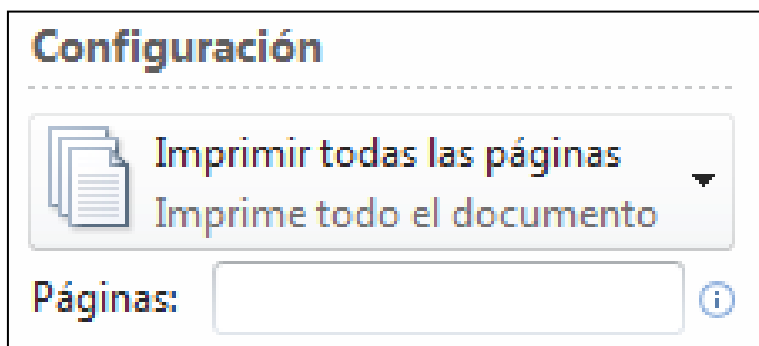 Configuración
Imprimir todas las páginas
Imprime todo el documento
Páginas: